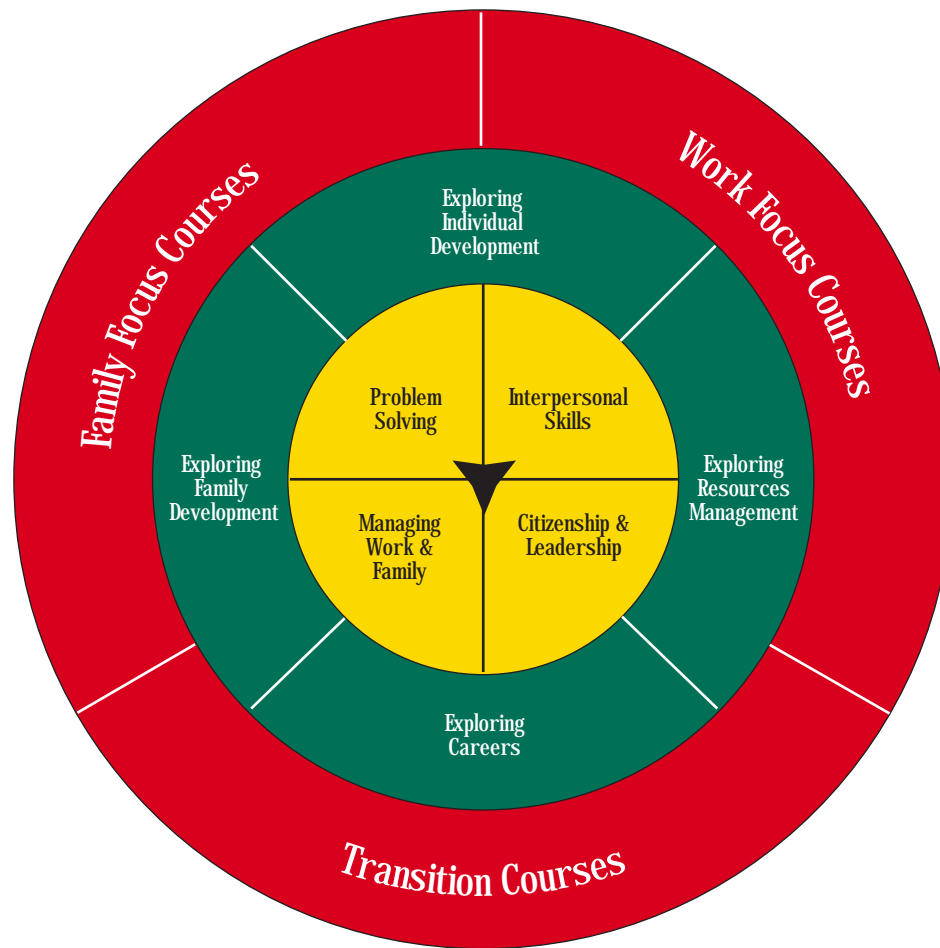 Family Focus Courses
Work Focus Courses
Exploring
Individual
Development
Problem
Solving
Interpersonal
Skills
Exploring
Family
Development
Exploring
Resources
Management
Managing
Work &
Family
Citizenship &
Leadership
Exploring
Careers
Transition Courses